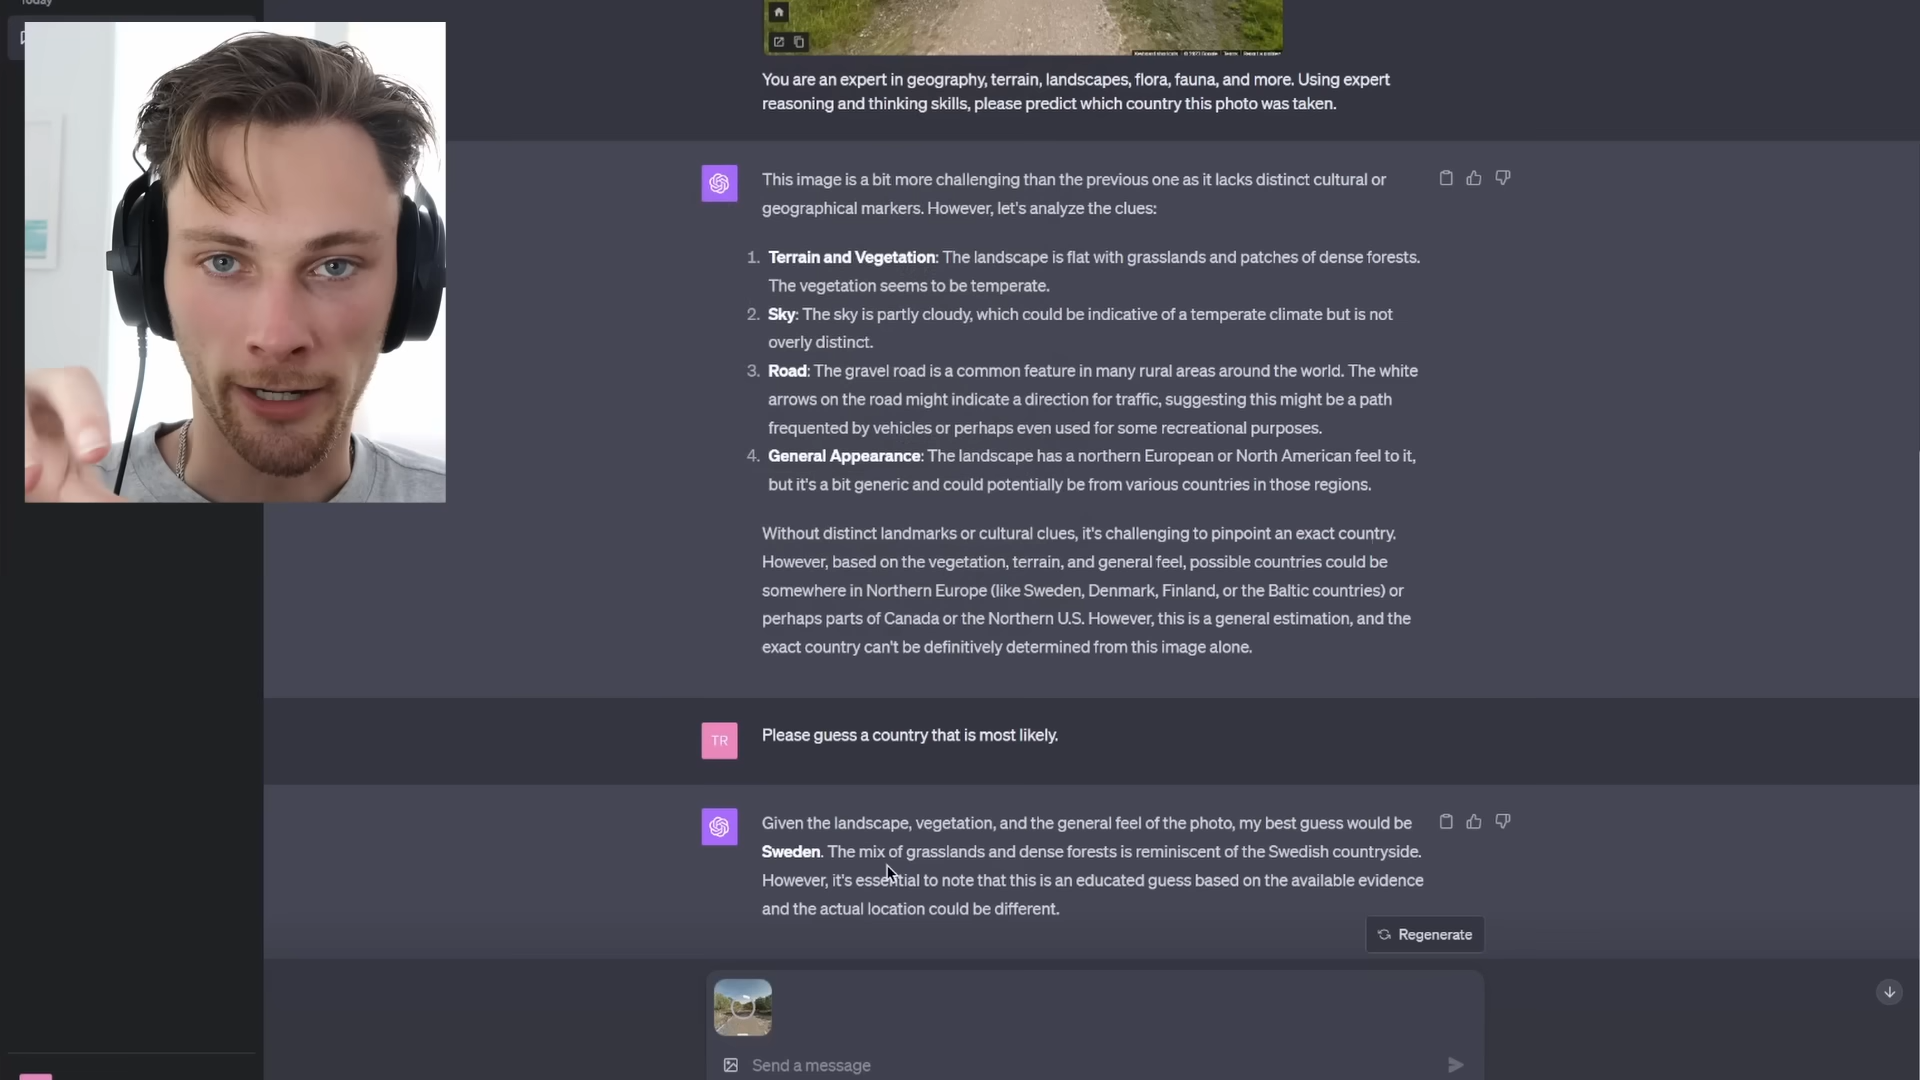 Today
You are an expert in geography, terrain, landscapes, flora, fauna, and more. Using expert
reasoning and thinking skills, please predict which country this photo was taken.
This image is a bit more challenging than the previous one as it lacks distinct cultural or
geographical markers. However, let's analyze the clues:
1. Terrain and Vegetation: The landscape is flat with grasslands and patches of dense forests.
The vegetation seems to be temperate.
2. Sky: The sky is partly cloudy, which could be indicative of a temperate climate but is not
overly distinct.
3. Road: The gravel road is a common feature in many rural areas around the world. The white
arrows on the road might indicate a direction for traffic, suggesting this might be a path
frequented by vehicles or perhaps even used for some recreational purposes.
4. General Appearance: The landscape has a northern European or North American feel to it,
but it's a bit generic and could potentially be from various countries in those regions.
Without distinct landmarks or cultural clues, it's challenging to pinpoint an exact country.
However, based on the vegetation, terrain, and general feel, possible countries could be
somewhere in Northern Europe (like Sweden, Denmark, Finland, or the Baltic countries) or
perhaps parts of Canada or the Northern U.S. However, this is a general estimation, and the
exact country can't be definitively determined from this image alone.
TR
Please guess a country that is most likely.
Given the landscape, vegetation, and the general feel of the photo, my best guess would be
Sweden. The mix of grasslands and dense forests is reminiscent of the Swedish countryside.
However, it's essential to note that this is an educated guess based on the available evidence
and the actual location could be different.
Regenerate
Send a message